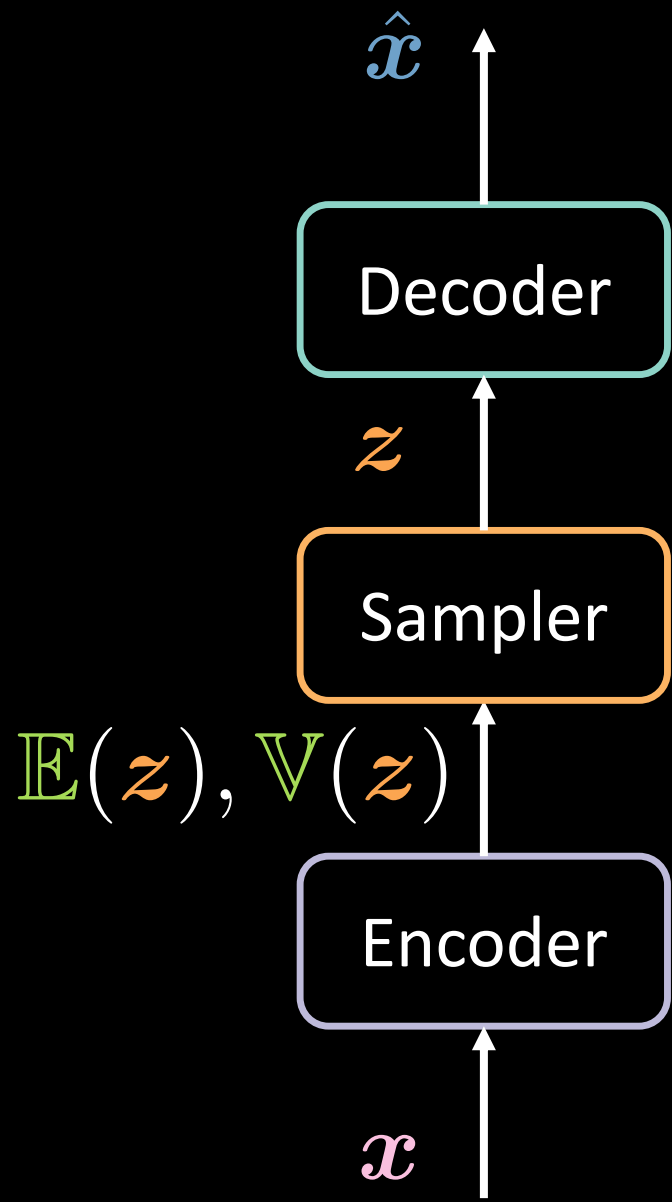 x̂
Decoder
z
Sampler
𝔼(z), 𝕍(z)
Encoder
x